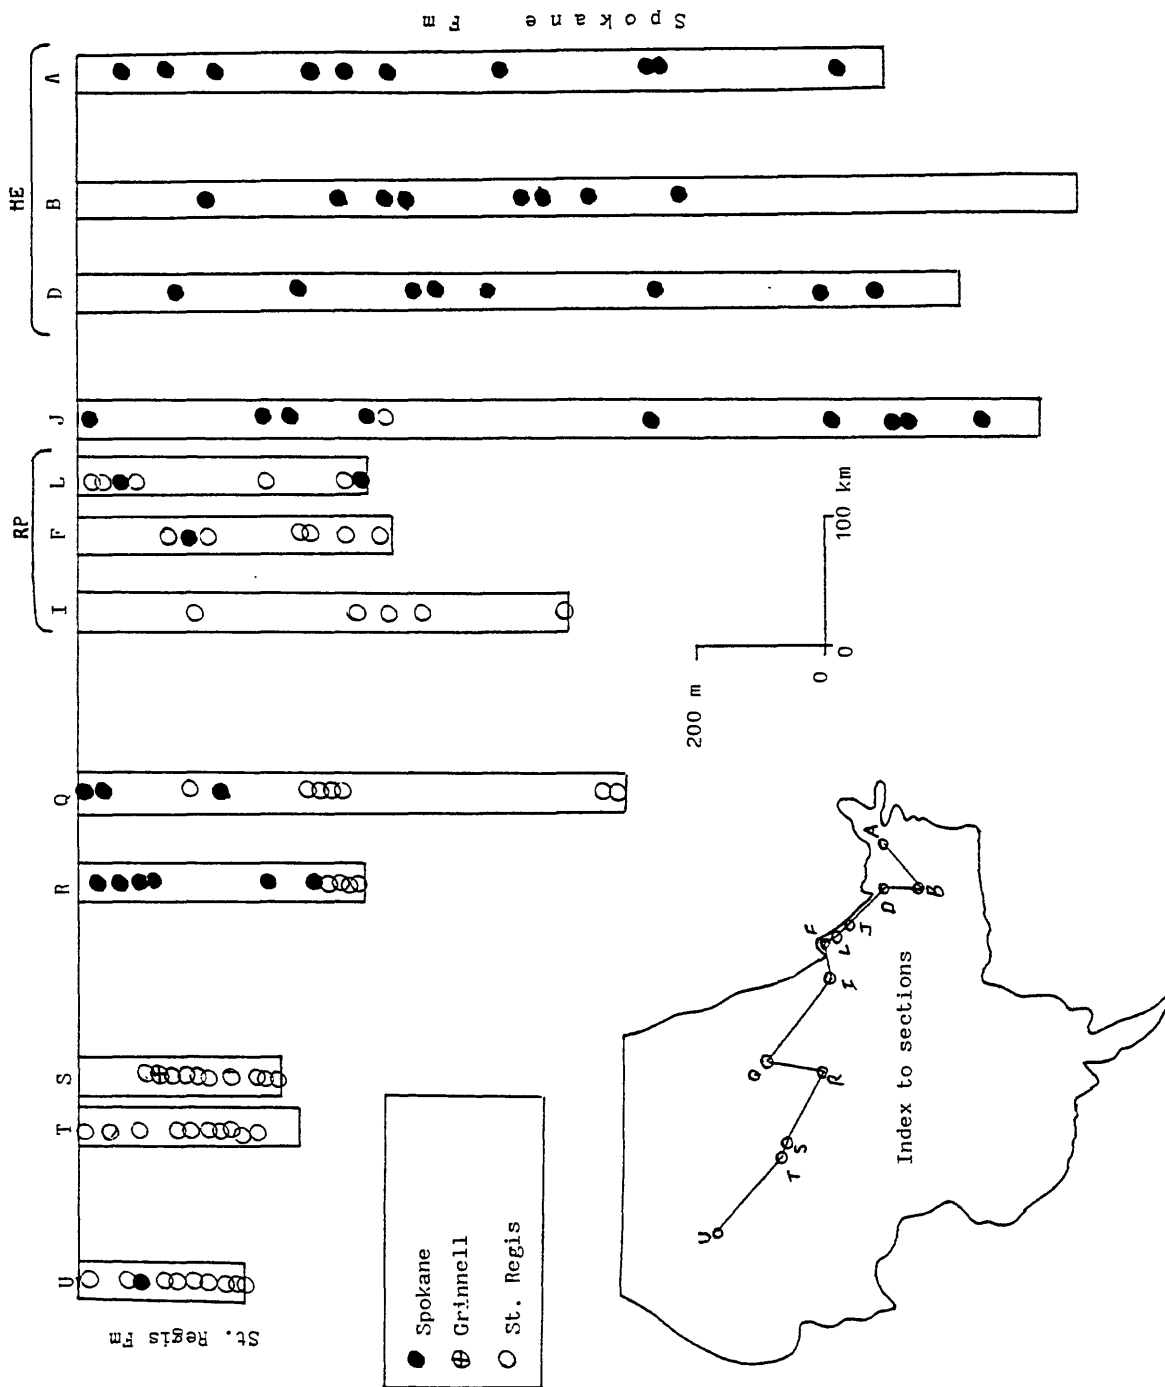 HE
RP
U
T
S
R
Q
I
F
L
J
D
B
A
St. Regis Fm
Spokane Fm
Spokane
Grinnell
St. Regis
200 m
0
0
100 km
U
T
S
R
Q
I
F
L
J
D
B
A
Index to sections